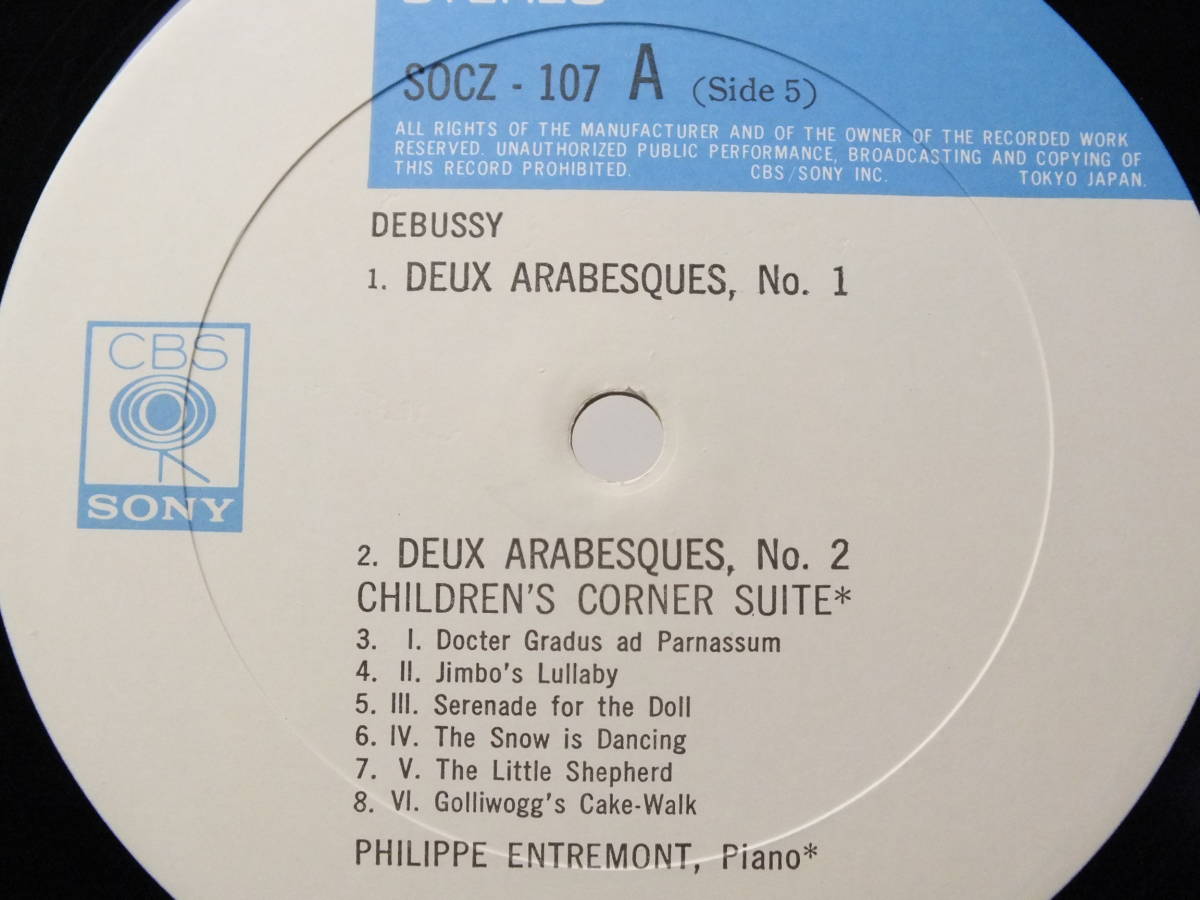 STEREO
SOCZ - 107 A (Side 5)
ALL RIGHTS OF THE MANUFACTURER AND OF THE OWNER OF THE RECORDED WORK
RESERVED. UNAUTHORIZED PUBLIC PERFORMANCE, BROADCASTING AND COPYING OF
THIS RECORD PROHIBITED. CBS/SONY INC. TOKYO JAPAN.
DEBUSSY
1. DEUX ARABESQUES, No. 1
CBS
SONY
2. DEUX ARABESQUES, No. 2
CHILDREN'S CORNER SUITE*
3. I. Docter Gradus ad Parnassum
4. II. Jimbo's Lullaby
5. III. Serenade for the Doll
6. IV. The Snow is Dancing
7. V. The Little Shepherd
8. VI. Golliwogg's Cake-Walk
PHILIPPE ENTREMONT, Piano*